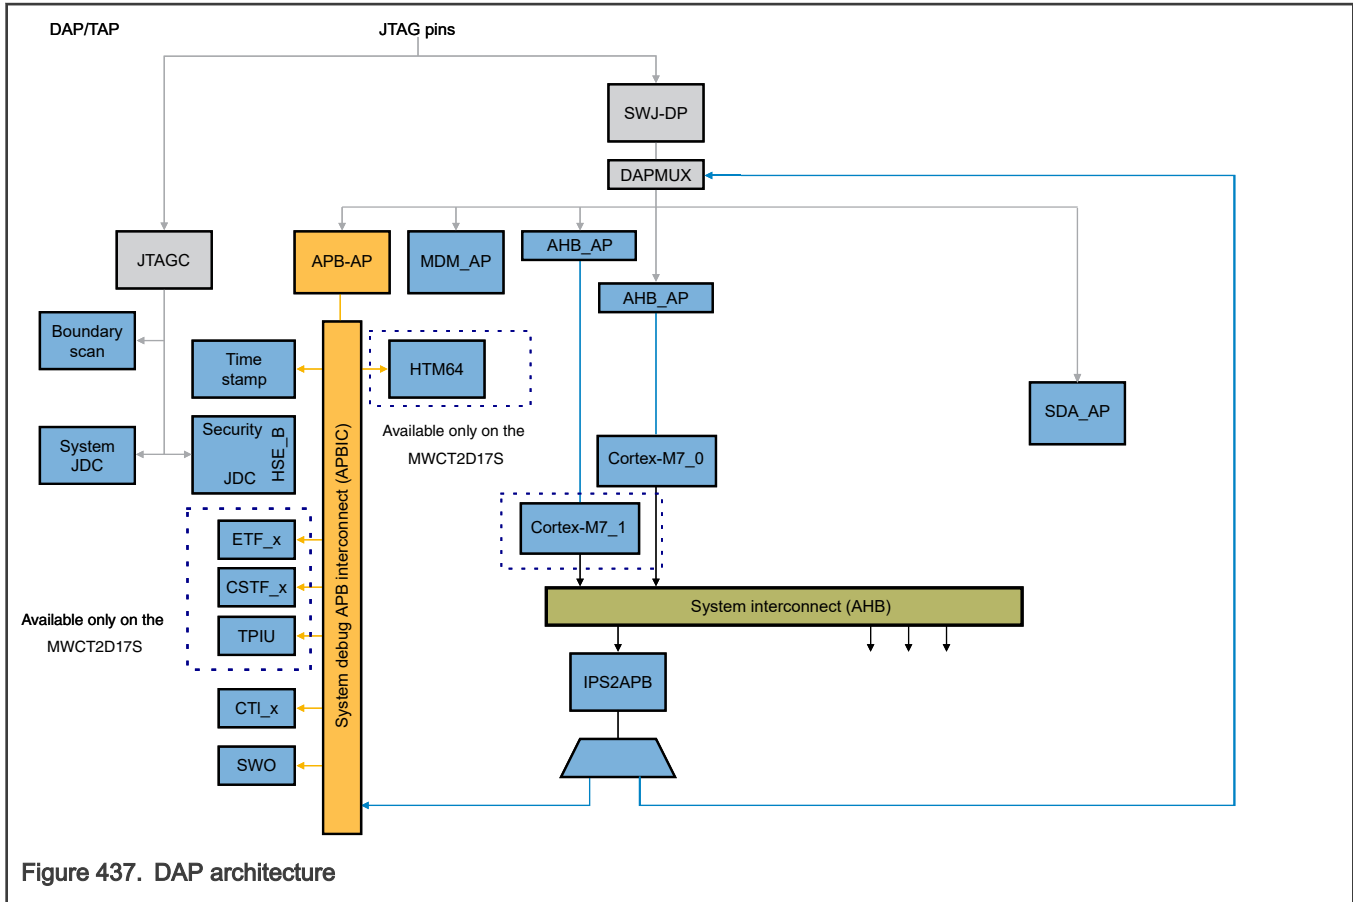 DAP/TAP
JTAG pins
SWJ-DP
DAPMUX
JTAGC
APB-AP
MDM_AP
AHB_AP
AHB_AP
Boundary
scan
Time
stamp
HTM64
Available only on the
MWCT2D17S
SDA_AP
System
JDC
Security
JDC
HSE_B
System debug APB interconnect (APBIC)
Cortex-M7_0
Cortex-M7_1
ETF_x
CSTF_x
TPIU
Available only on the
MWCT2D17S
System interconnect (AHB)
IPS2APB
CTI_x
SWO
Figure 437. DAP architecture